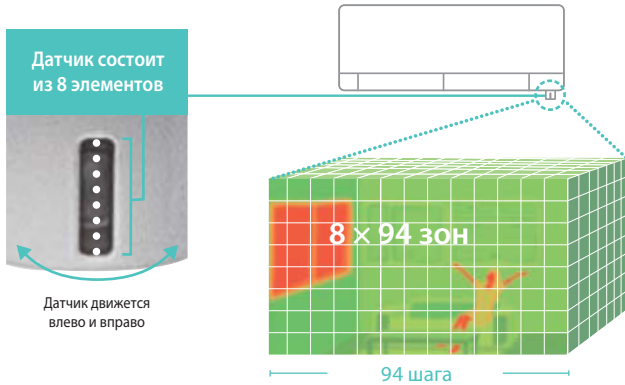 Датчик состоит
из 8 элементов
8 × 94 зон
Датчик движется
влево и вправо
94 шага